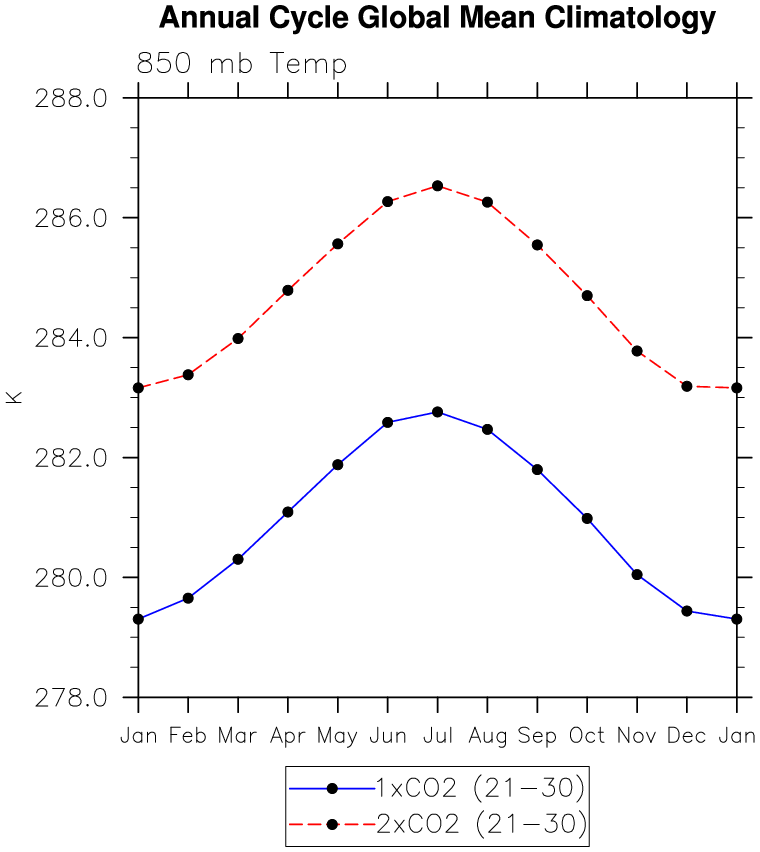 Annual Cycle Global Mean Climatology
850 mb Temp
288.0
286.0
284.0
282.0
280.0
278.0
K
Jan Feb Mar Apr May Jun Jul Aug Sep Oct Nov Dec Jan
1xCO2 (21-30)
2xCO2 (21-30)